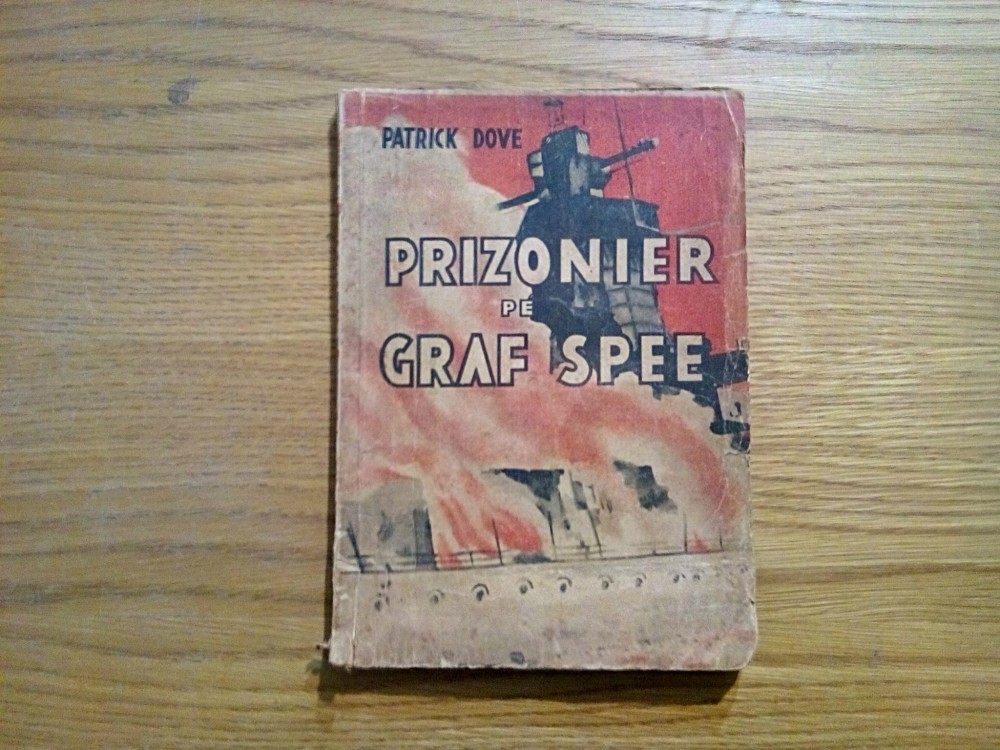 PATRICK DOVE
PRIZONIER
PE
GRAF SPEE